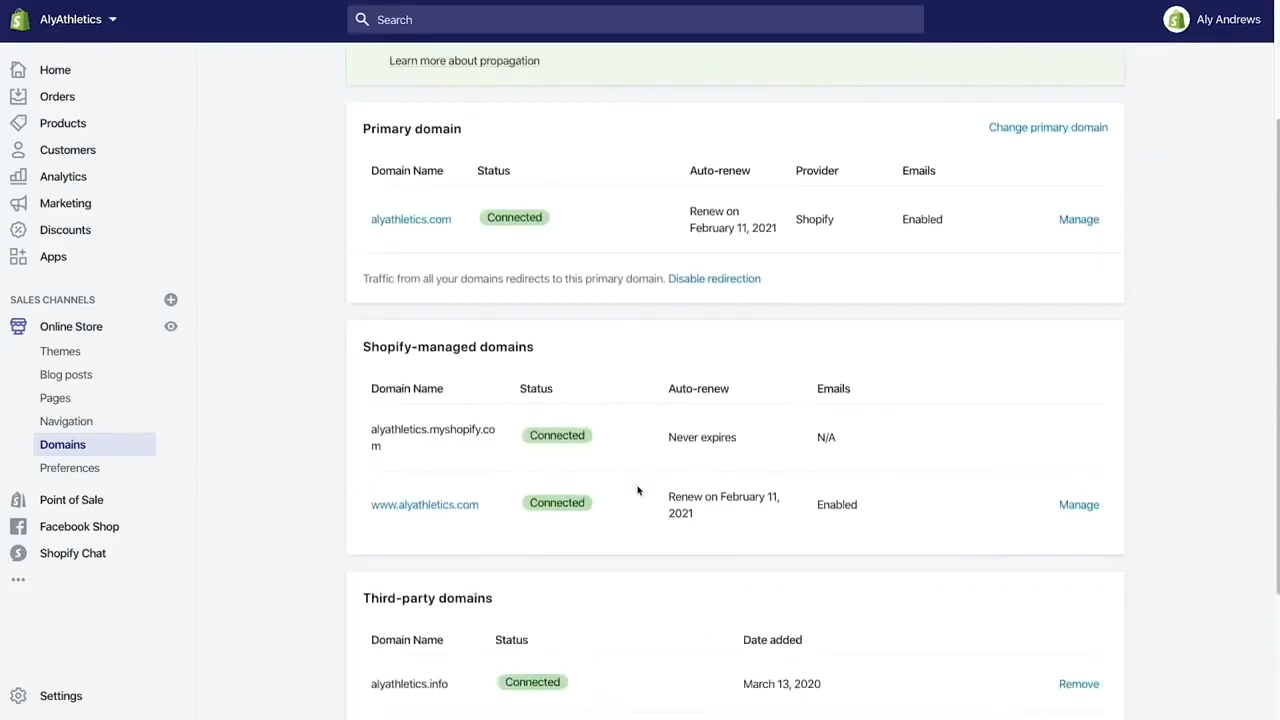 AlyAthletics
Search
Aly Andrews
Home
Orders
Products
Customers
Analytics
Marketing
Discounts
Apps
SALES CHANNELS
Online Store
Themes
Blog posts
Pages
Navigation
Domains
Preferences
Point of Sale
Facebook Shop
Shopify Chat
Settings
Learn more about propagation
Primary domain
Change primary domain
Domain Name Status Auto-renew Provider Emails
alyathletics.com Connected Renew on
February 11, 2021 Shopify Enabled Manage
Traffic from all your domains redirects to this primary domain. Disable redirection
Shopify-managed domains
Domain Name Status Auto-renew Emails
alyathletics.myshopify.co
m Connected Never expires N/A
www.alyathletics.com Connected Renew on February 11,
2021 Enabled Manage
Third-party domains
Domain Name Status Date added
alyathletics.info Connected March 13, 2020 Remove